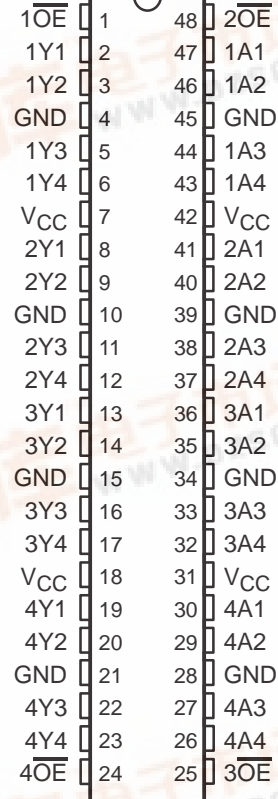 1O̅E̅ 1 48 2O̅E̅
1Y1 2 47 1A1
1Y2 3 46 1A2
GND 4 45 GND
1Y3 5 44 1A3
1Y4 6 43 1A4
VCC 7 42 VCC
2Y1 8 41 2A1
2Y2 9 40 2A2
GND 10 39 GND
2Y3 11 38 2A3
2Y4 12 37 2A4
3Y1 13 36 3A1
3Y2 14 35 3A2
GND 15 34 GND
3Y3 16 33 3A3
3Y4 17 32 3A4
VCC 18 31 VCC
4Y1 19 30 4A1
4Y2 20 29 4A2
GND 21 28 GND
4Y3 22 27 4A3
4Y4 23 26 4A4
4O̅E̅ 24 25 3O̅E̅